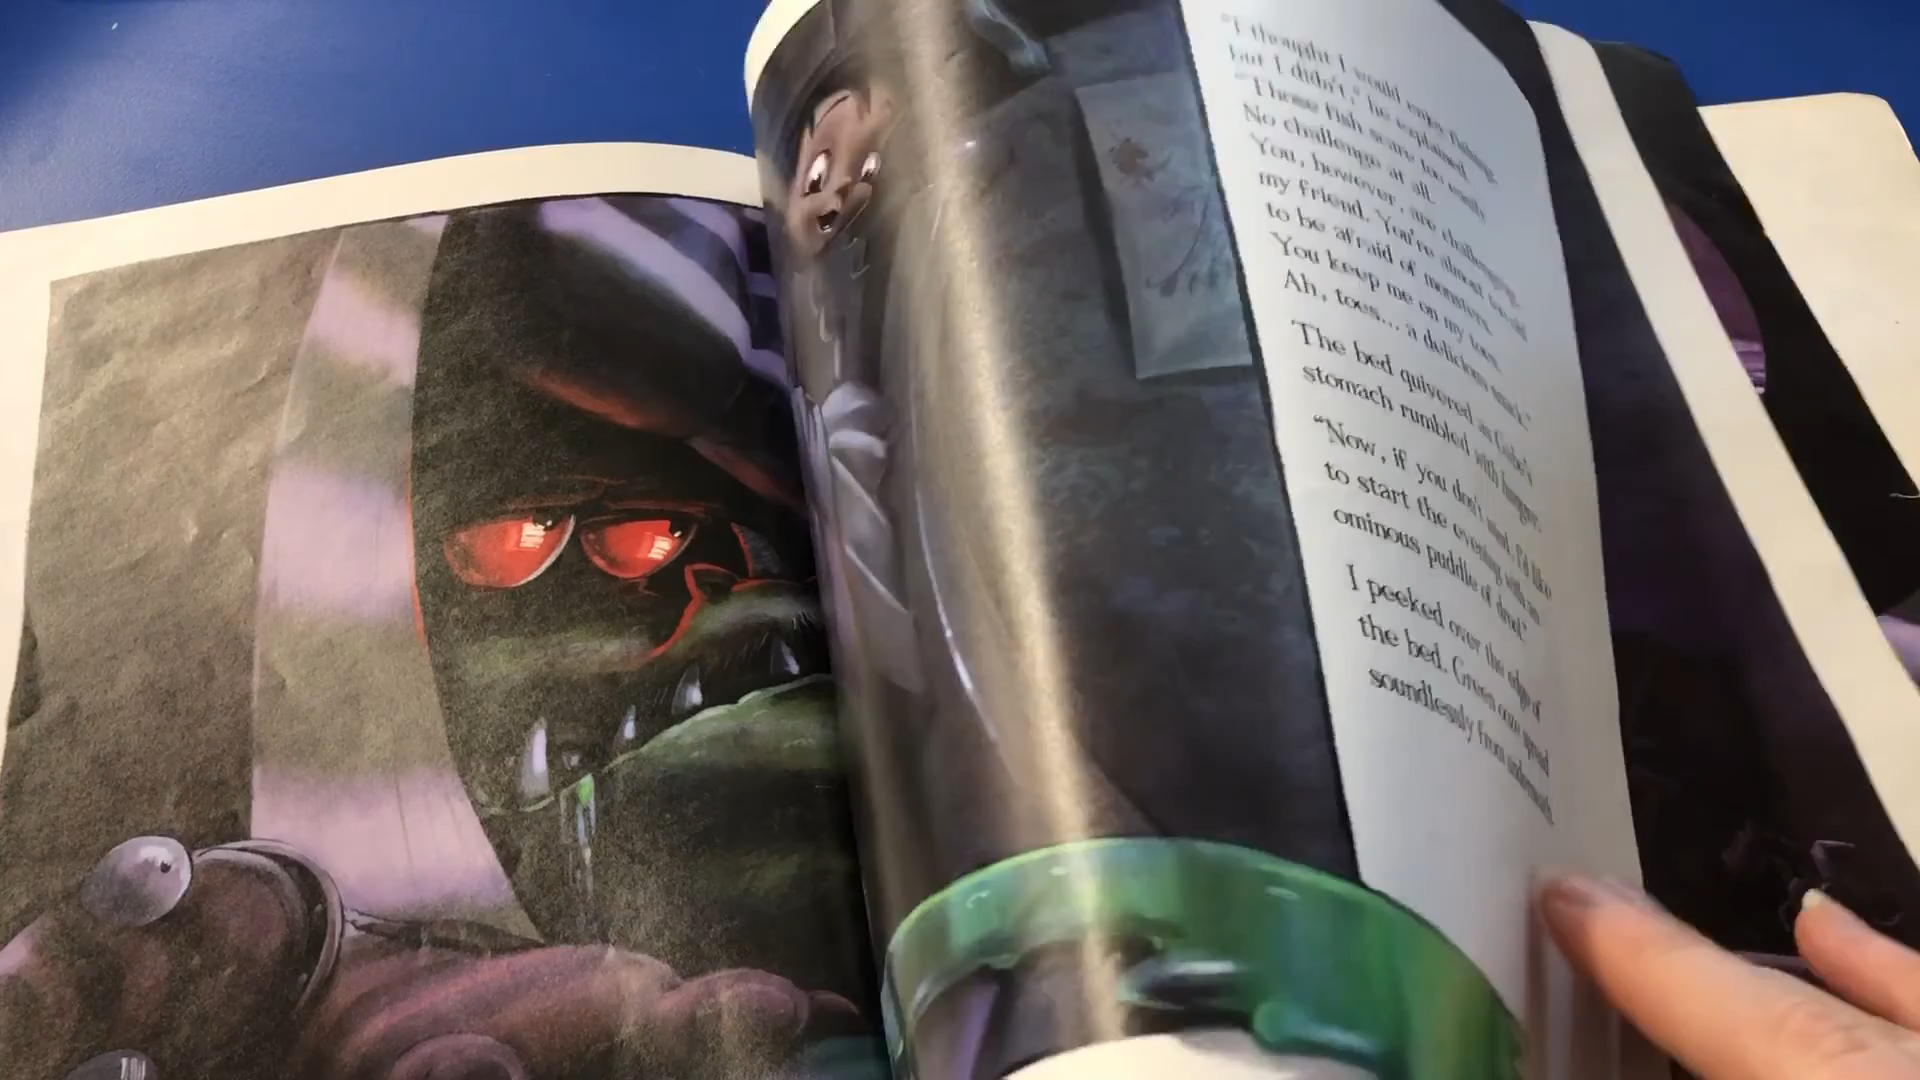 "I thought I would enjoy fishing,
but I didn't," he explained.
"Those fish scare too easily.
No challenge at all.
You, however, are challenging,
my friend. You're almost too old
to be afraid of monsters.
You keep me on my toes.
Ah, toes... a delicious snack."
The bed quivered as Gabe's
stomach rumbled with hunger.
"Now, if you don't mind, I'd like
to start the evening with an
ominous puddle of drool."
I peeked over the edge of
the bed. Green ooze spread
soundlessly from underneath